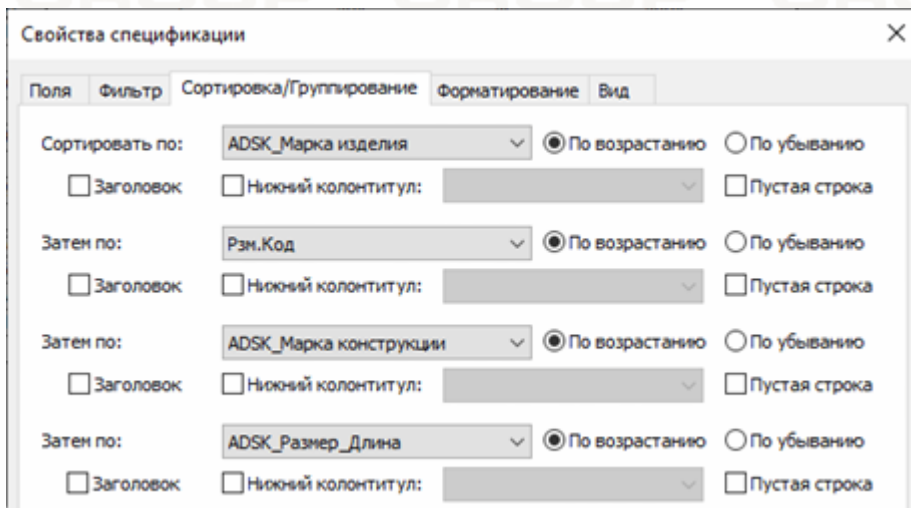 Свойства спецификации
Поля Фильтр Сортировка/Группирование Форматирование Вид
Сортировать по: ADSK_Марка изделия По возрастанию По убыванию
Заголовок Нижний колонтитул: Пустая строка
Затем по: Рзм.Код По возрастанию По убыванию
Заголовок Нижний колонтитул: Пустая строка
Затем по: ADSK_Марка конструкции По возрастанию По убыванию
Заголовок Нижний колонтитул: Пустая строка
Затем по: ADSK_Размер_Длина По возрастанию По убыванию
Заголовок Нижний колонтитул: Пустая строка